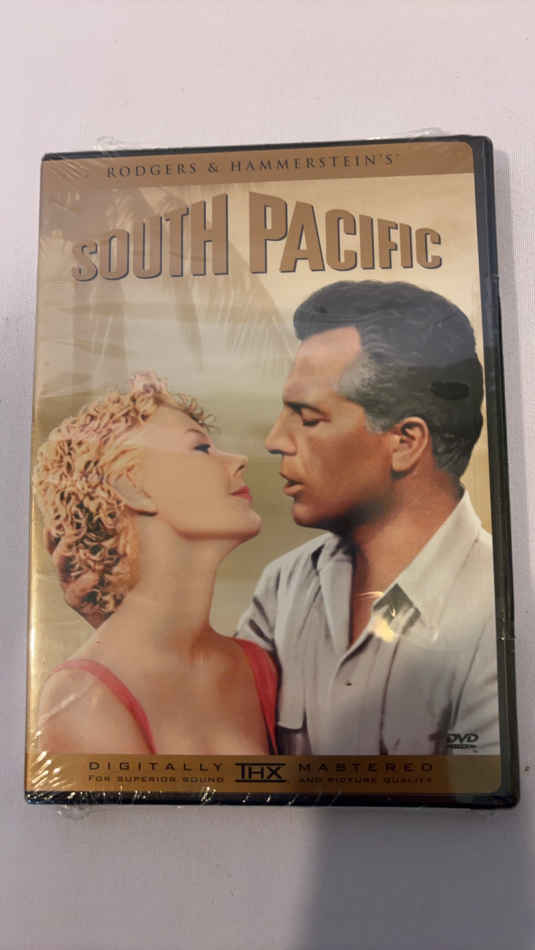 RODGERS & HAMMERSTEIN'S
SOUTH PACIFIC
DVD
DIGITALLY THX MASTERED
FOR SUPERIOR SOUND AND PICTURE QUALITY